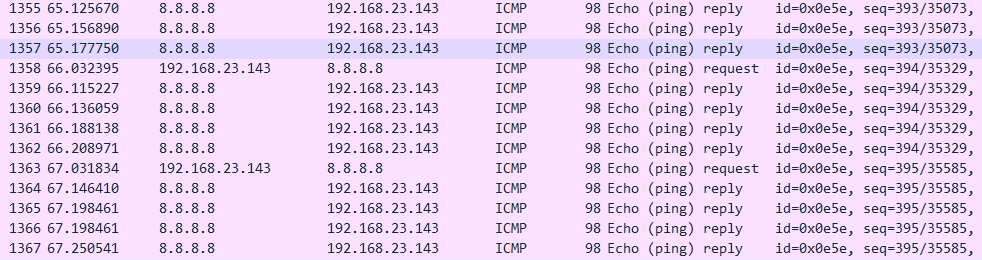 1355 65.125670 8.8.8.8 192.168.23.143 ICMP 98 Echo (ping) reply id=0x0e5e, seq=393/35073,
1356 65.156890 8.8.8.8 192.168.23.143 ICMP 98 Echo (ping) reply id=0x0e5e, seq=393/35073,
1357 65.177750 8.8.8.8 192.168.23.143 ICMP 98 Echo (ping) reply id=0x0e5e, seq=393/35073,
1358 66.032395 192.168.23.143 8.8.8.8 ICMP 98 Echo (ping) request id=0x0e5e, seq=394/35329,
1359 66.115227 8.8.8.8 192.168.23.143 ICMP 98 Echo (ping) reply id=0x0e5e, seq=394/35329,
1360 66.136059 8.8.8.8 192.168.23.143 ICMP 98 Echo (ping) reply id=0x0e5e, seq=394/35329,
1361 66.188138 8.8.8.8 192.168.23.143 ICMP 98 Echo (ping) reply id=0x0e5e, seq=394/35329,
1362 66.208971 8.8.8.8 192.168.23.143 ICMP 98 Echo (ping) reply id=0x0e5e, seq=394/35329,
1363 67.031834 192.168.23.143 8.8.8.8 ICMP 98 Echo (ping) request id=0x0e5e, seq=395/35585,
1364 67.146410 8.8.8.8 192.168.23.143 ICMP 98 Echo (ping) reply id=0x0e5e, seq=395/35585,
1365 67.198461 8.8.8.8 192.168.23.143 ICMP 98 Echo (ping) reply id=0x0e5e, seq=395/35585,
1366 67.198461 8.8.8.8 192.168.23.143 ICMP 98 Echo (ping) reply id=0x0e5e, seq=395/35585,
1367 67.250541 8.8.8.8 192.168.23.143 ICMP 98 Echo (ping) reply id=0x0e5e, seq=395/35585,